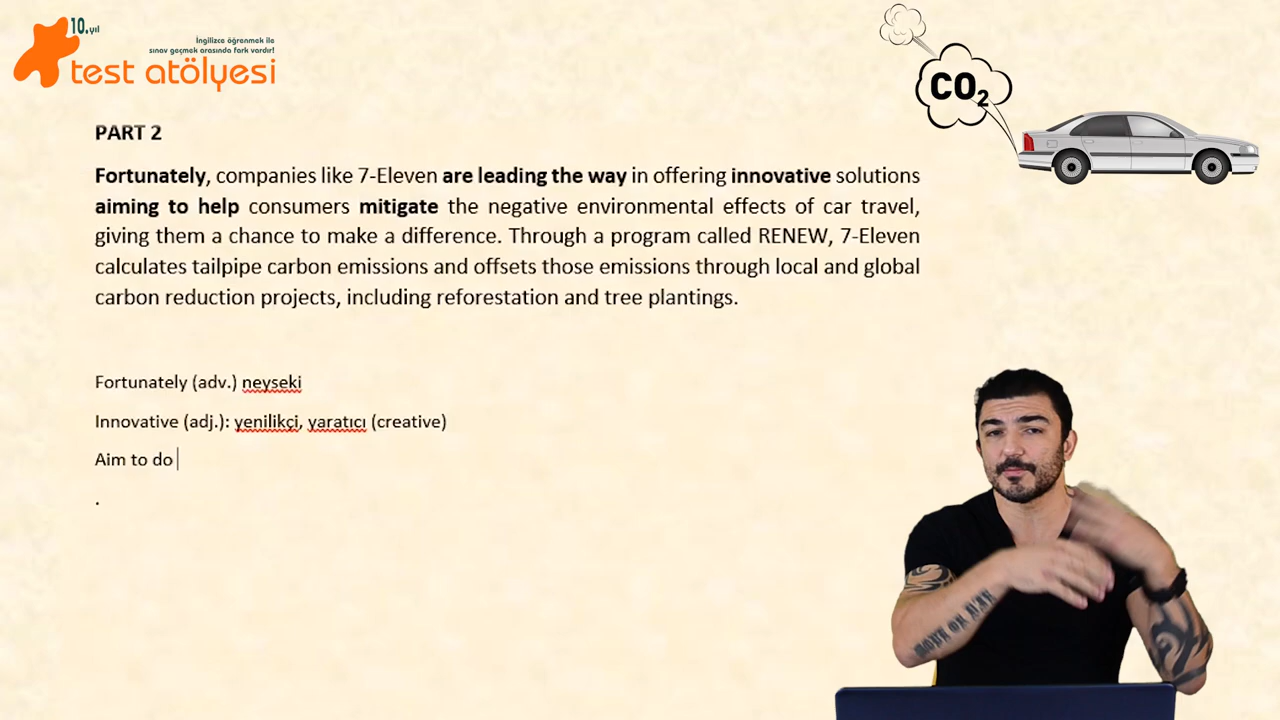 10.yıl
İngilizce öğrenmek ile
sınav geçmek arasında fark vardır!
test atölyesi
CO2
PART 2
Fortunately, companies like 7-Eleven are leading the way in offering innovative solutions
aiming to help consumers mitigate the negative environmental effects of car travel,
giving them a chance to make a difference. Through a program called RENEW, 7-Eleven
calculates tailpipe carbon emissions and offsets those emissions through local and global
carbon reduction projects, including reforestation and tree plantings.
Fortunately (adv.) neyseki
Innovative (adj.): yenilikçi, yaratıcı (creative)
Aim to do
.